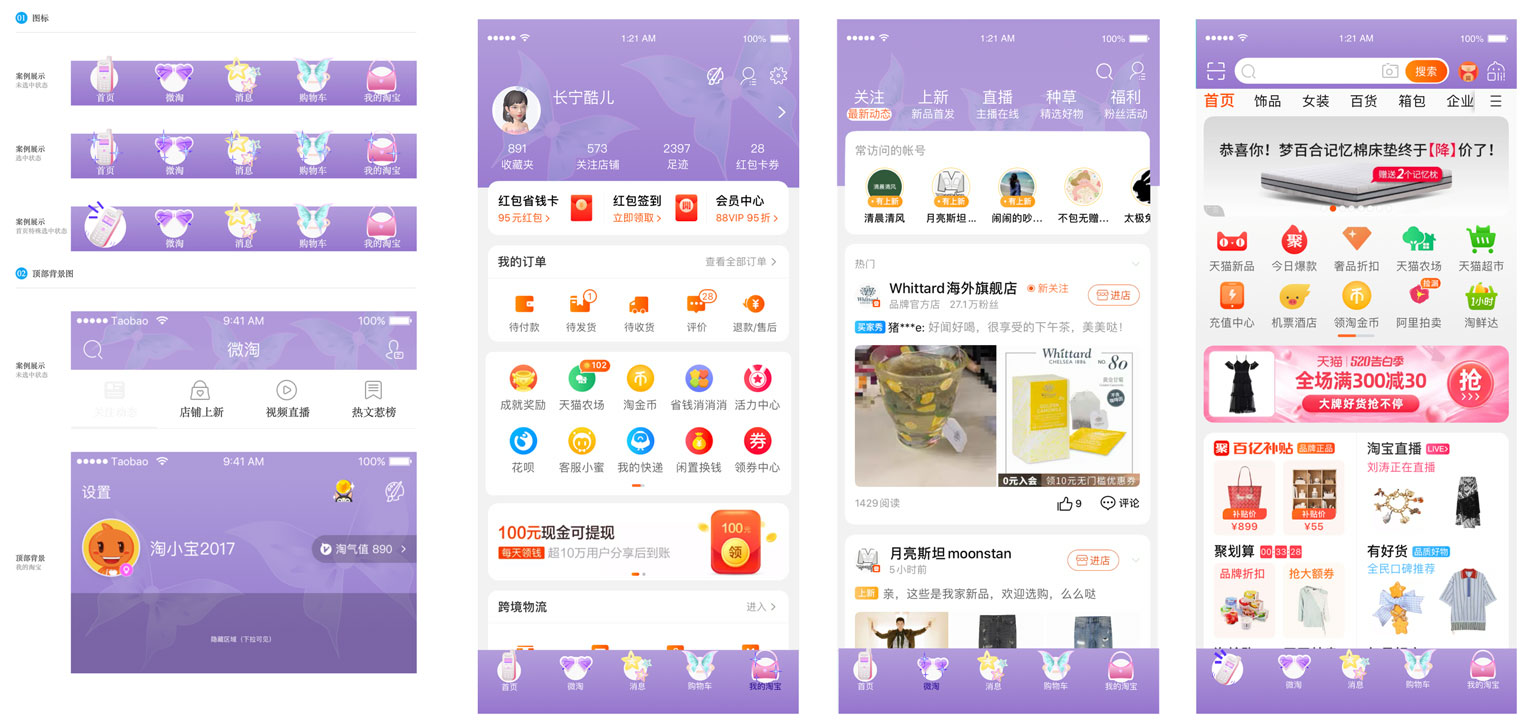 01 图标
案例展示
未选中状态
首页 微淘 消息 购物车 我的淘宝
案例展示
选中状态
首页 微淘 消息 购物车 我的淘宝
案例展示
首页特殊选中状态
微淘 消息 购物车 我的淘宝
02 顶部背景图
Taobao 9:41 AM 100%
微淘
案例展示
未选中状态
关注动态 店铺上新 视频直播 热文惹榜
Taobao 9:41 AM 100%
设置
淘小宝2017
淘气值 890
顶部背景
我的淘宝
隐藏区域(下拉可见)
1:21 AM 100%
长宁酷儿
891 573 2397 28
收藏夹 关注店铺 足迹 红包卡券
红包省钱卡 红包签到 会员中心
95元红包 立即领取 88VIP 95折
我的订单 查看全部订单
1 28
待付款 待发货 待收货 评价 退款/售后
102
成就奖励 天猫农场 淘金币 省钱消消消 活力中心
券
花呗 客服小蜜 我的快递 闲置换钱 领券中心
100元现金可提现
每天领钱 超10万用户分享后到账
100元
领
跨境物流 进入
首页 微淘 消息 购物车 我的淘宝
1:21 AM 100%
关注 上新 直播 种草 福利
最新动态 新品首发 主播在线 精选好物 粉丝活动
常访问的帐号
清晨清风
有上新 有上新 有上新
清晨清风 月亮斯坦... 闹闹的吵... 不包无赠...
热门
Whittard海外旗舰店 新关注
品牌官方店 27.1万粉丝
进店
买家秀 猪***e: 好闻好喝，很享受的下午茶，美美哒!
Whittard
CHELSEA 1886
NO 80
0元入会 领10元无门槛优惠券
1429阅读 9 评论
月亮斯坦moonstan
5小时前
进店
上新 亲，这些是我家新品，欢迎选购，么么哒
首页 微淘 消息 购物车 我的淘宝
1:21 AM 100%
搜索
首页 饰品 女装 百货 箱包 企业
恭喜你！梦百合记忆棉床垫终于【降】价了！
赠送2个记忆枕
聚
天猫新品 今日爆款 奢品折扣 天猫农场 天猫超市
捡漏
1小时
充值中心 机票酒店 领淘金币 阿里拍卖 淘鲜达
天猫 520告白季
全场满300减30
大牌好货抢不停
抢
聚 百亿补贴 品牌正品 淘宝直播 LIVE
刘涛正在直播
补贴价 补贴价
¥899 ¥55
聚划算 00 33 28 有好货 品质好物
品牌折扣 抢大额券 全民口碑推荐
微淘 消息 购物车 我的淘宝